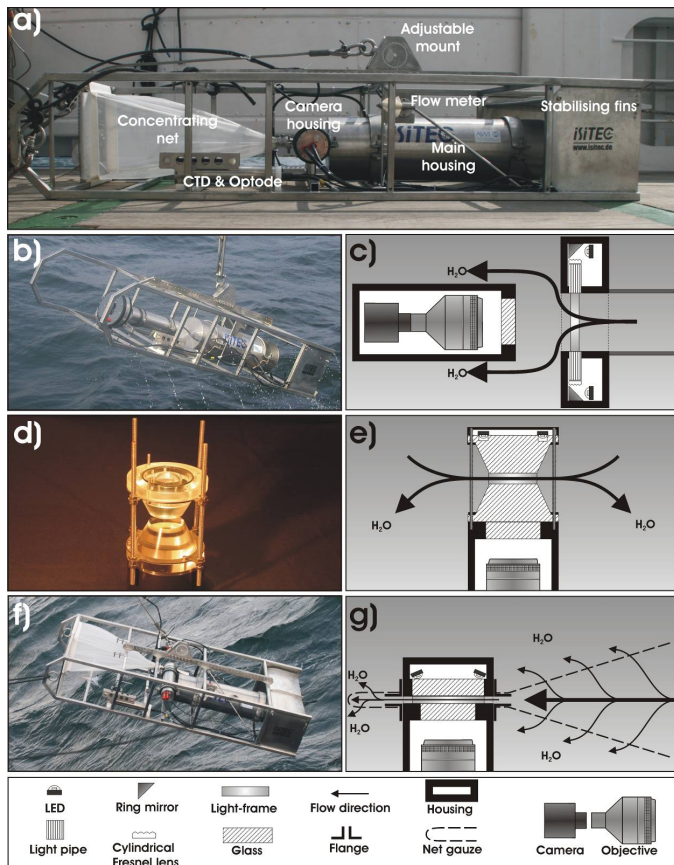 a)
Adjustable
mount
Concentrating
net
Camera
housing
Flow meter
Stabilising fins
iSiTEC
Main
housing
iSiTEC
www.isitec.de
CTD & Optode
b)
iSiTEC
c)
H2O
H2O
d)
e)
H2O
H2O
f)
g)
H2O
H2O
H2O
H2O
LED
Ring mirror
Light-frame
Flow direction
Housing
Light pipe
Cylindrical
Fresnel lens
Glass
Flange
Net gauze
Camera
Objective